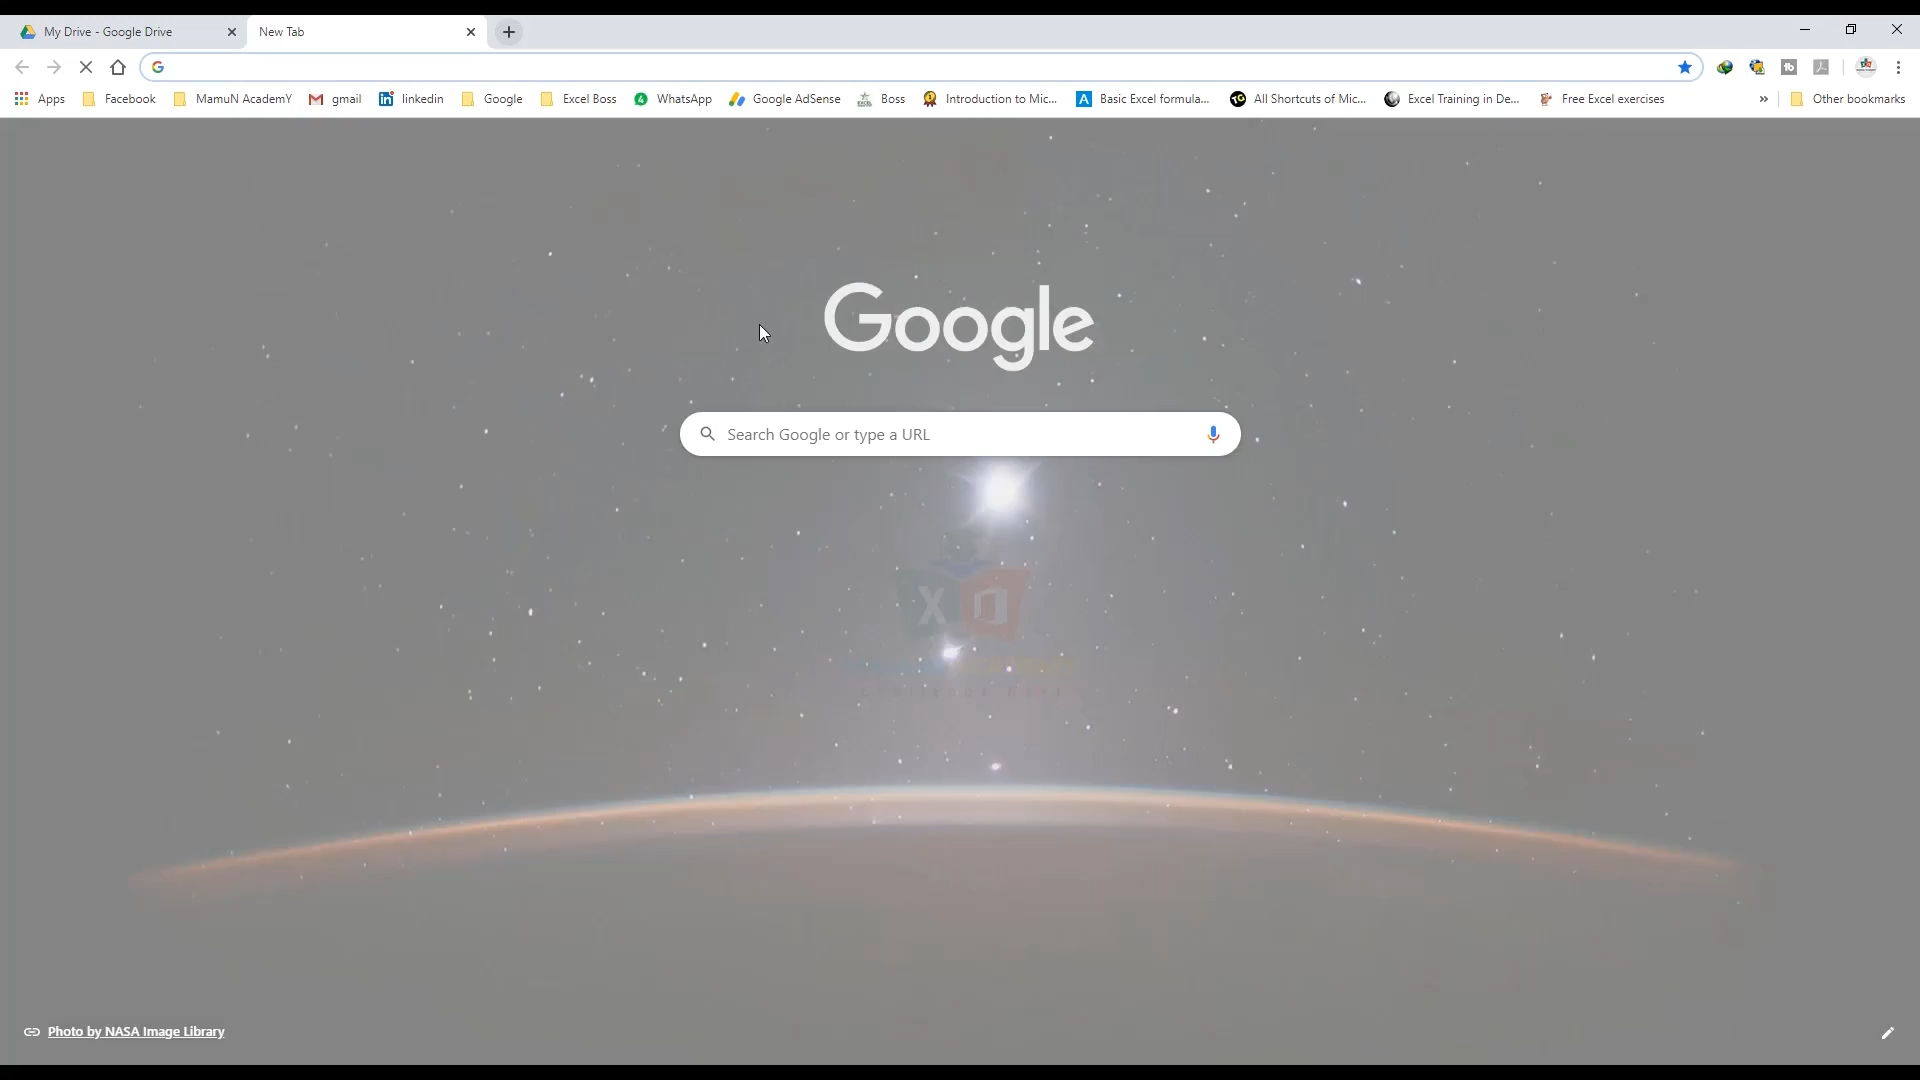 My Drive - Google Drive
New Tab
Apps
Facebook
MamuN AcademY
gmail
linkedin
Google
Excel Boss
WhatsApp
Google AdSense
Boss
Introduction to Mic...
Basic Excel formula...
All Shortcuts of Mic...
Excel Training in De...
Free Excel exercises
»
Other bookmarks
Google
Search Google or type a URL
Photo by NASA Image Library